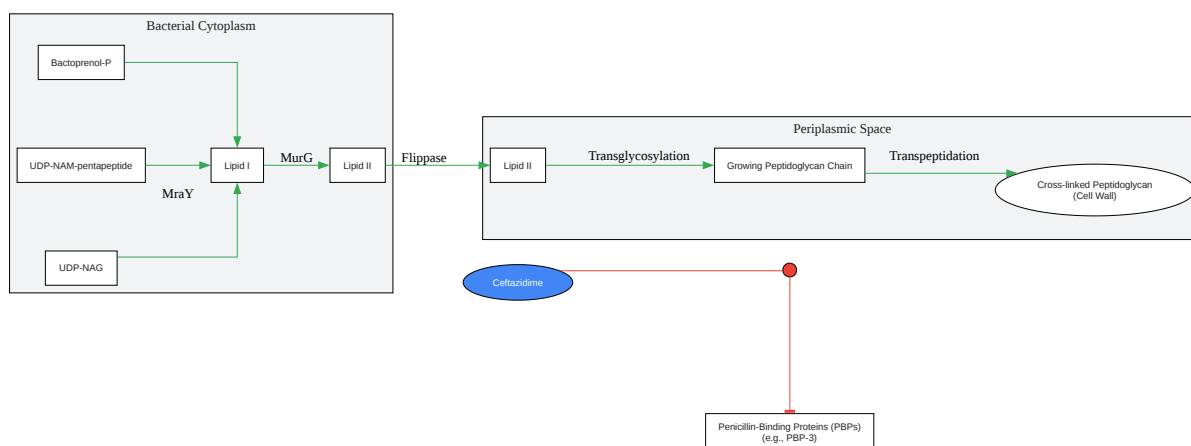 Bacterial Cytoplasm
Bactoprenol-P
UDP-NAM-pentapeptide
MraY
UDP-NAG
Lipid I
MurG
Lipid II
Flippase
Periplasmic Space
Lipid II
Transglycosylation
Growing Peptidoglycan Chain
Transpeptidation
Cross-linked Peptidoglycan
(Cell Wall)
Ceftazidime
Penicillin-Binding Proteins (PBPs)
(e.g., PBP-3)